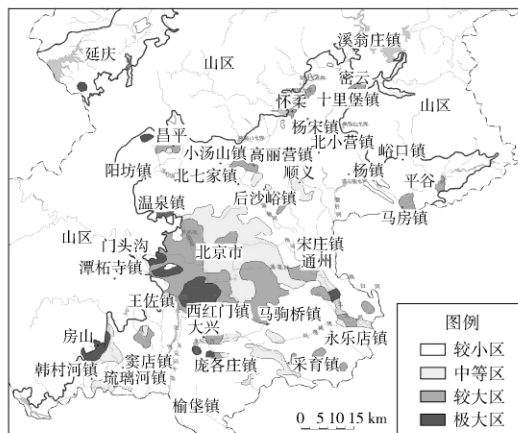 溪翁庄镇
延庆
山区
密云
怀柔
十里堡镇
山区
杨宋镇
昌平
北小营镇
小汤山镇
高丽营镇
峪口镇
阳坊镇
北七家镇
顺义
杨镇
平谷
后沙峪镇
温泉镇
马房镇
山区
门头沟
北京市
宋庄镇
通州
潭柘寺镇
王佐镇
西红门镇
马驹桥镇
大兴
房山
永乐店镇
窦店镇
庞各庄镇
韩村河镇
琉璃河镇
采育镇
榆垡镇
0 5 10 15 km
图例
较小区
中等区
较大区
极大区